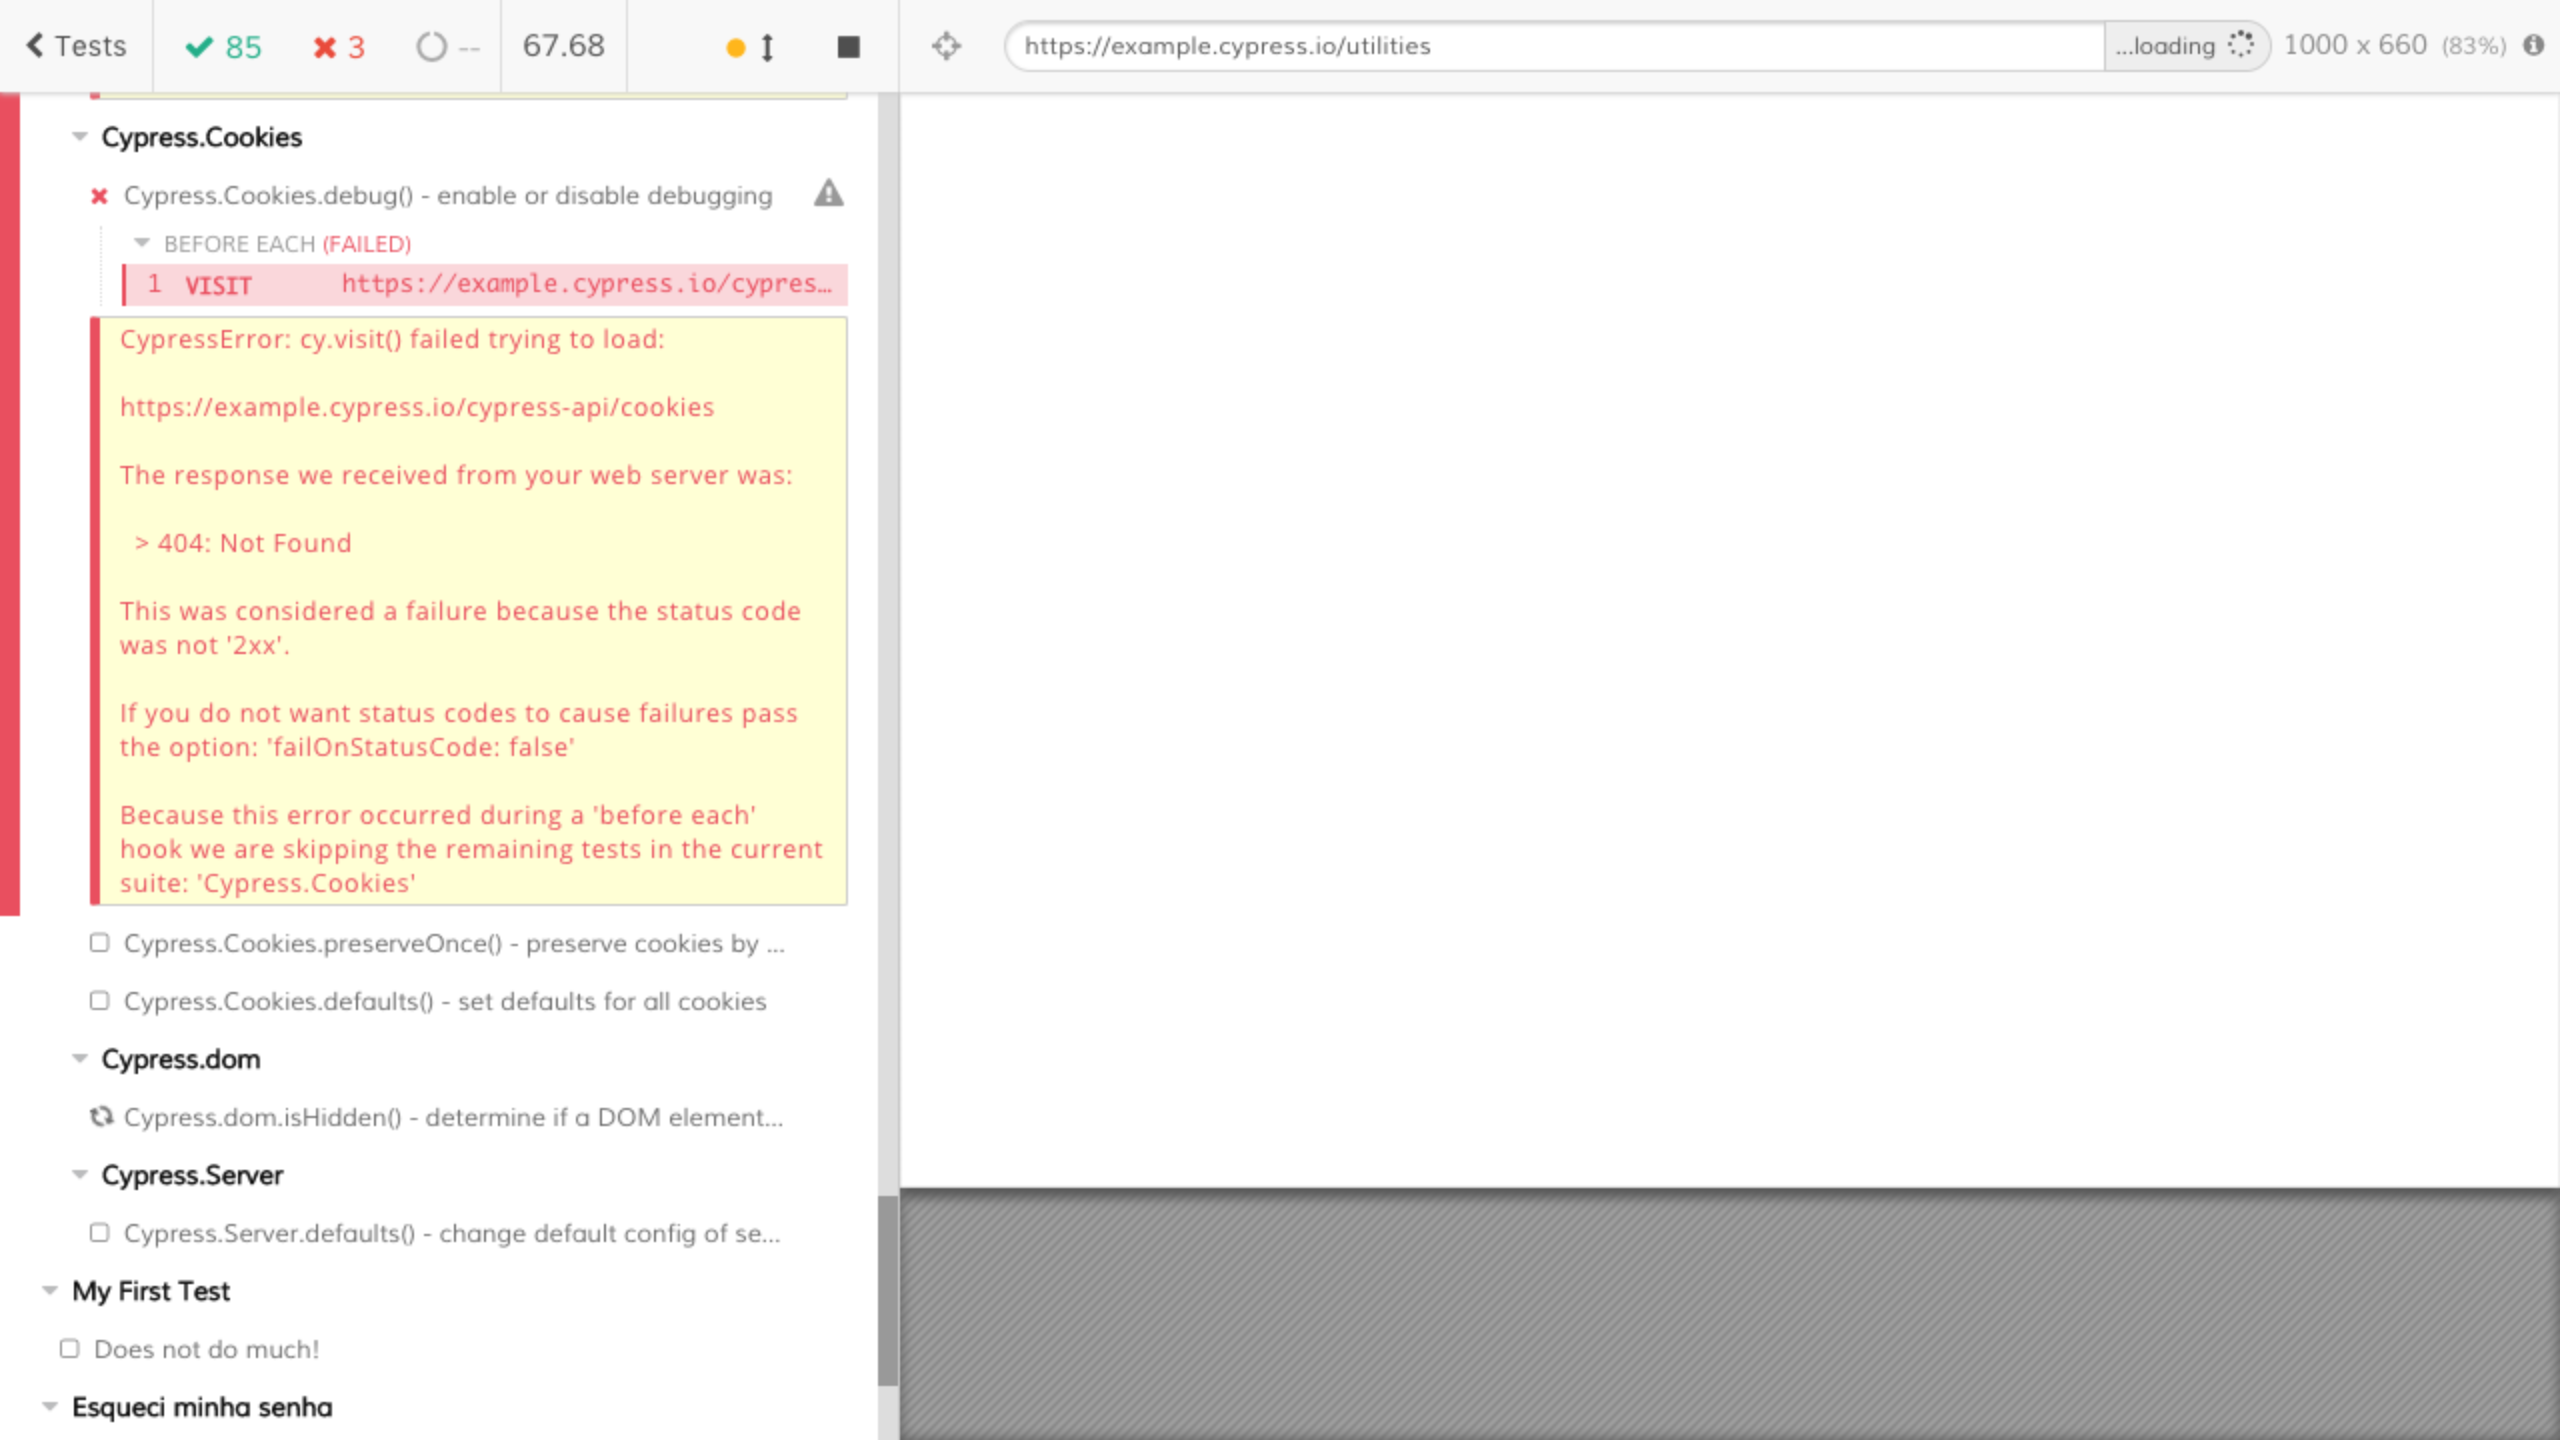 Tests
85
3
--
67.68
https://example.cypress.io/utilities
...loading
1000 x 660 (83%)
Cypress.Cookies
Cypress.Cookies.debug() - enable or disable debugging
BEFORE EACH (FAILED)
1 VISIT https://example.cypress.io/cypres...
CypressError: cy.visit() failed trying to load:
https://example.cypress.io/cypress-api/cookies
The response we received from your web server was:
> 404: Not Found
This was considered a failure because the status code
was not '2xx'.
If you do not want status codes to cause failures pass
the option: 'failOnStatusCode: false'
Because this error occurred during a 'before each'
hook we are skipping the remaining tests in the current
suite: 'Cypress.Cookies'
Cypress.Cookies.preserveOnce() - preserve cookies by ...
Cypress.Cookies.defaults() - set defaults for all cookies
Cypress.dom
Cypress.dom.isHidden() - determine if a DOM element...
Cypress.Server
Cypress.Server.defaults() - change default config of se...
My First Test
Does not do much!
Esqueci minha senha